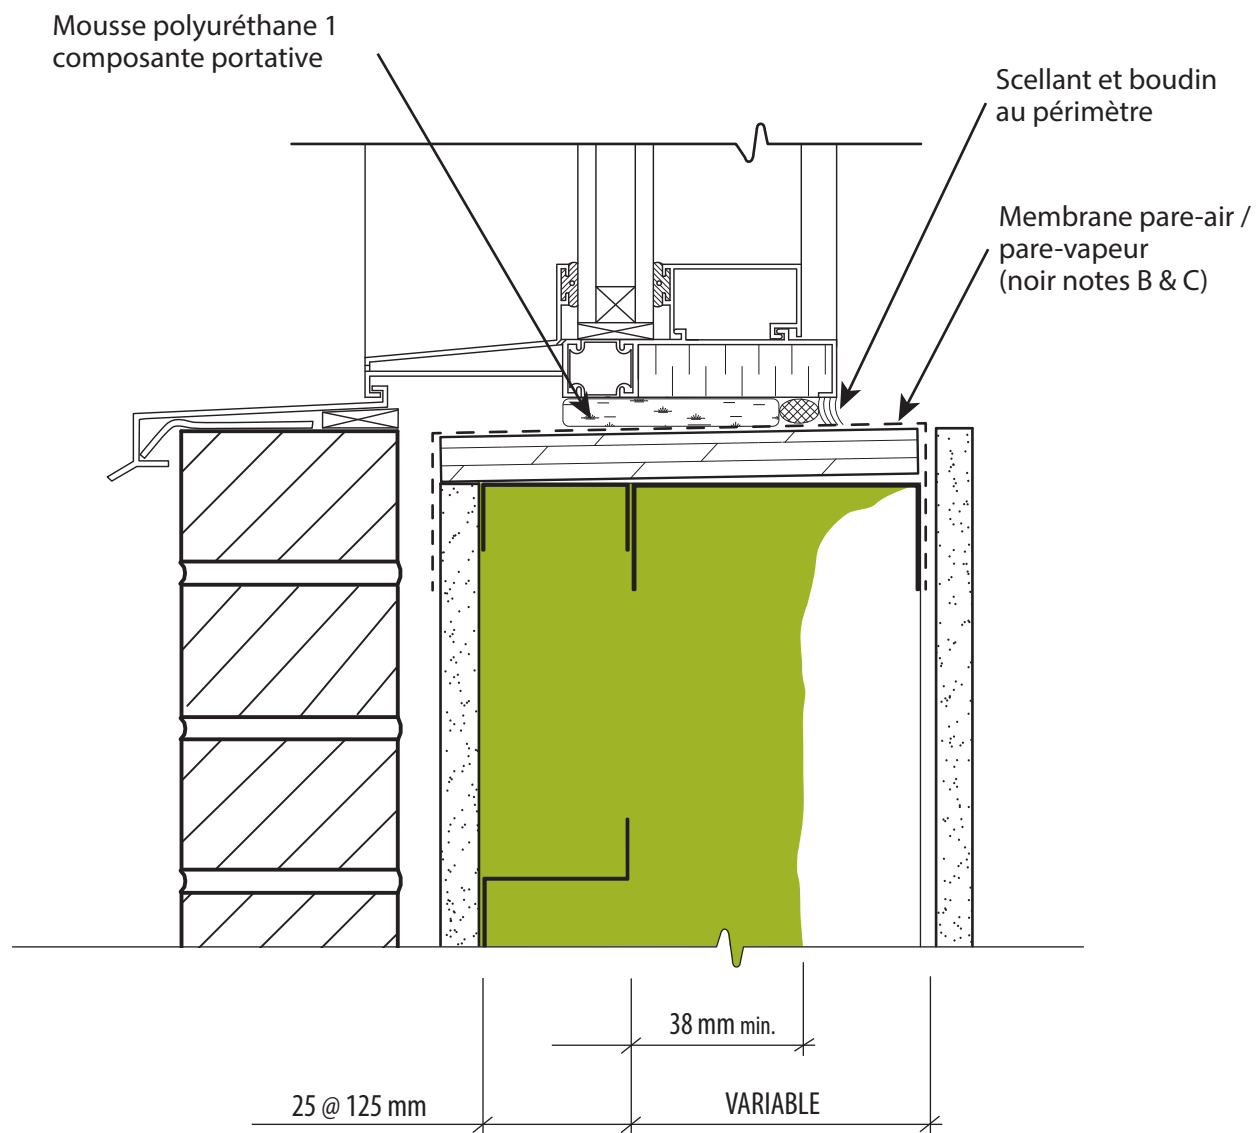 Mousse polyuréthane 1
composante portative
Scellant et boudin
au périmètre
Membrane pare-air /
pare-vapeur
(noir notes B & C)
38 mm min.
25 @ 125 mm
VARIABLE